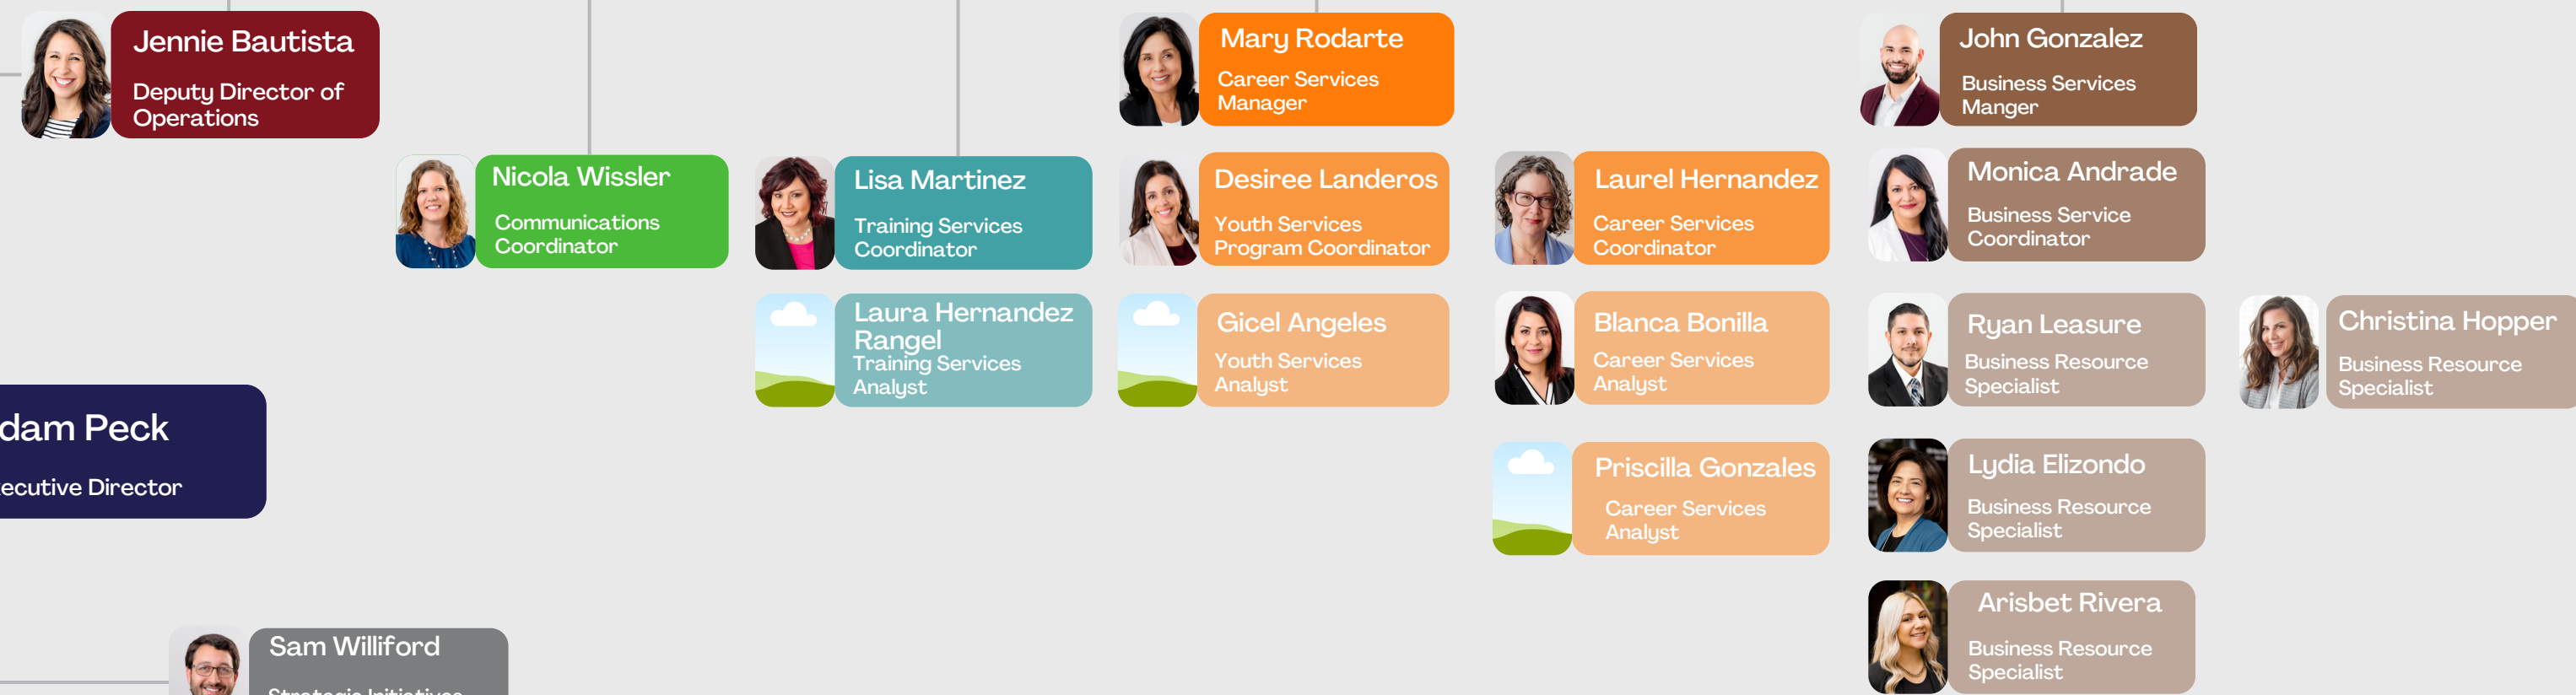 Jennie Bautista
Deputy Director of
Operations
Mary Rodarte
Career Services
Manager
John Gonzalez
Business Services
Manger
Nicola Wissler
Communications
Coordinator
Lisa Martinez
Training Services
Coordinator
Desiree Landeros
Youth Services
Program Coordinator
Laurel Hernandez
Career Services
Coordinator
Monica Andrade
Business Service
Coordinator
Laura Hernandez
Rangel
Training Services
Analyst
Gicel Angeles
Youth Services
Analyst
Blanca Bonilla
Career Services
Analyst
Ryan Leasure
Business Resource
Specialist
Christina Hopper
Business Resource
Specialist
dam Peck
ecutive Director
Priscilla Gonzales
Career Services
Analyst
Lydia Elizondo
Business Resource
Specialist
Arisbet Rivera
Business Resource
Specialist
Sam Williford
Strategic Initiatives